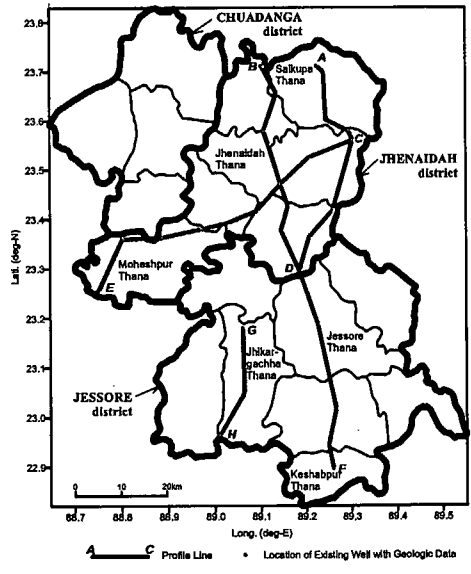 CHUADANGA
district
23.8
B
Salkupa
Thana
A
23.7
23.6
C
Jhenaidah
Thana
JHENAIDAH
district
23.5
23.4
Lati. (deg-N)
23.3
Moheshpur
Thana
E
D
23.2
G
Jhikar-
gachha
Thana
Jessore
Thana
23.1
JESSORE
district
23.0
H
22.9
Keshabpur
Thana
F
0 10 20km
88.7 88.8 88.9 89.0 89.1 89.2 89.3 89.4 89.5
Long. (deg-E)
A C Profile Line • Location of Existing Well with Geologic Data